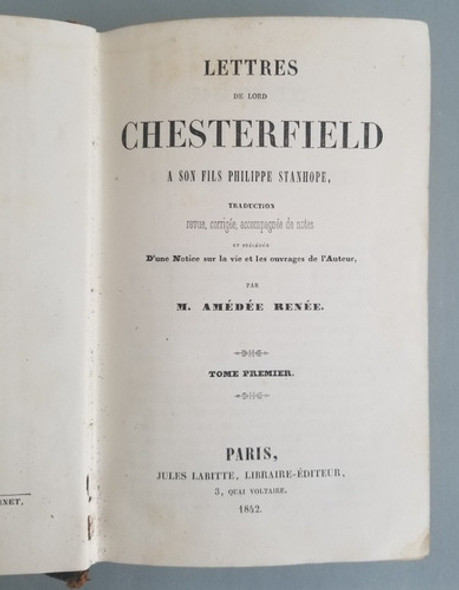 LETTRES
DE LORD
CHESTERFIELD
A SON FILS PHILIPPE STANHOPE,
TRADUCTION
revue, corrigée, accompagnée de notes
ET PRÉCÉDÉE
D'une Notice sur la vie et les ouvrages de l'Auteur,
PAR
M. AMÉDÉE RENÉE.
TOME PREMIER.
PARIS,
JULES LABITTE, LIBRAIRE-ÉDITEUR,
3, QUAI VOLTAIRE.
1842.